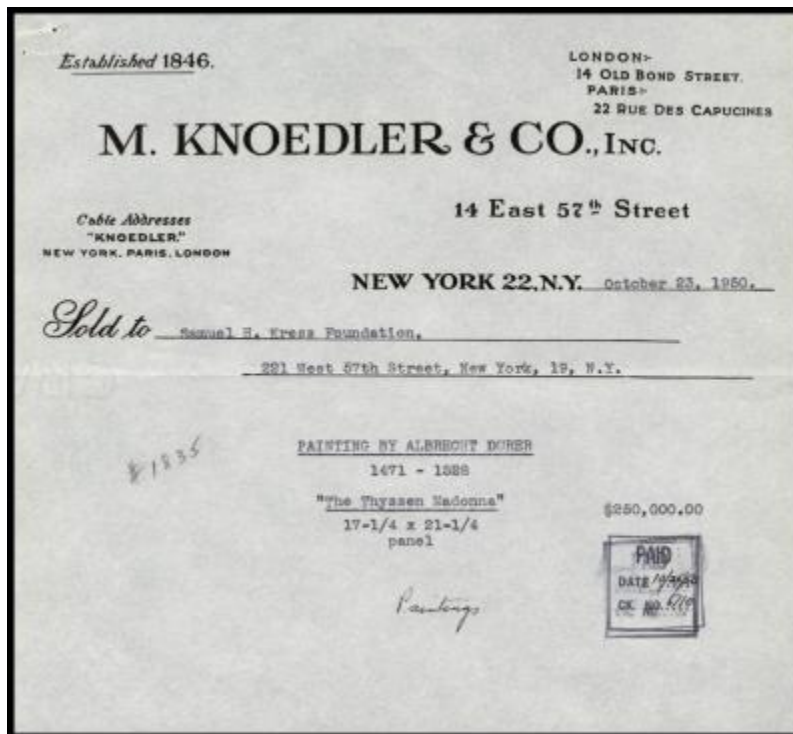 Established 1846.
LONDON:-
14 OLD BOND STREET.
PARIS:-
22 RUE DES CAPUCINES
M. KNOEDLER & CO., INC.
14 East 57th Street
Cable Addresses
"KNOEDLER."
NEW YORK. PARIS. LONDON
NEW YORK 22, N.Y. October 23, 1950.
Sold to Samuel H. Kress Foundation,
221 West 57th Street, New York, 19, N.Y.
1835
PAINTING BY ALBRECHT DURER
1471 - 1528
"The Thyssen Madonna"
$250,000.00
17-1/4 x 21-1/4
panel
PAID
DATE
CK. NO.
Paintings